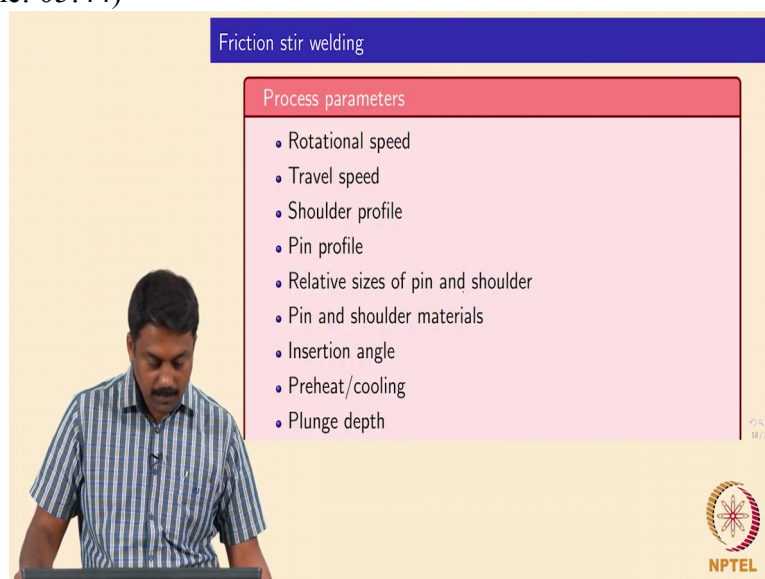 Friction stir welding
Process parameters
Rotational speed
Travel speed
Shoulder profile
Pin profile
Relative sizes of pin and shoulder
Pin and shoulder materials
Insertion angle
Preheat/cooling
Plunge depth
NPTEL